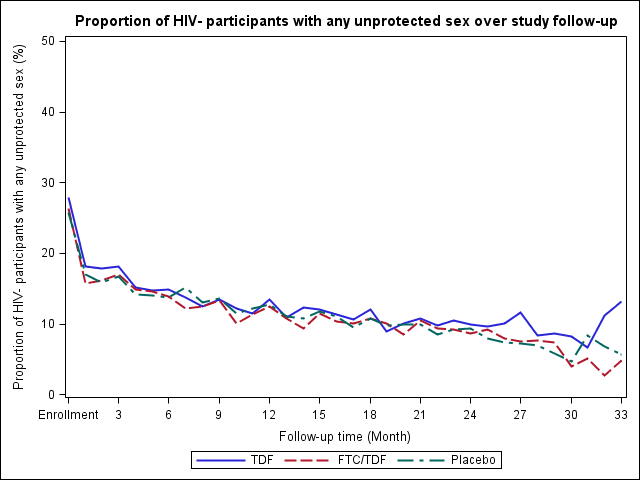 Proportion of HIV- participants with any unprotected sex over study follow-up
Proportion of HIV- participants with any unprotected sex (%)
50
40
30
20
10
0
Enrollment 3 6 9 12 15 18 21 24 27 30 33
Follow-up time (Month)
TDF FTC/TDF Placebo